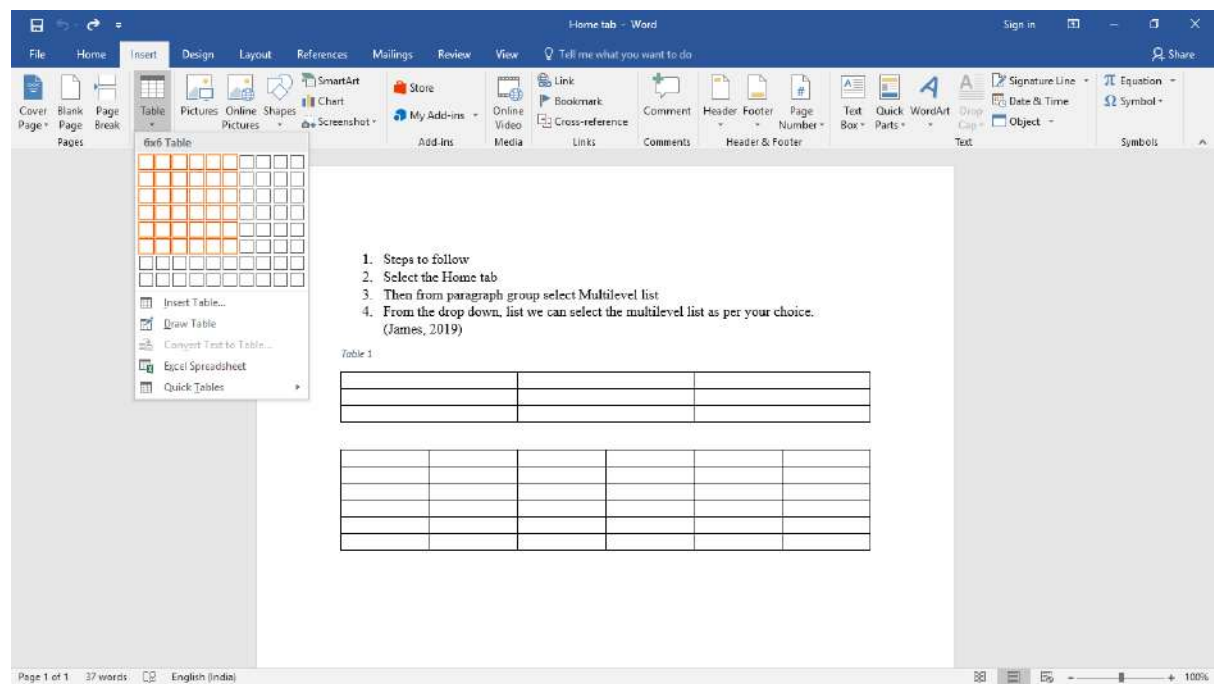 Home tab - Word
Sign in
File Home Insert Design Layout References Mailings Review View Tell me what you want to do Share
Cover Page Blank Page Page Break
Pages
Table
Pictures Online Pictures Shapes SmartArt Chart Screenshot
Store
My Add-ins
Add-ins
Online Video
Media
Link
Bookmark
Cross-reference
Links
Comment
Comments
Header Footer Page Number
Header & Footer
Text Box Quick Parts WordArt Drop Cap
Signature Line
Date & Time
Object
Text
Equation
Symbol
Symbols
6x6 Table
Insert Table...
Draw Table
Convert Text to Table...
Excel Spreadsheet
Quick Tables
1. Steps to follow
2. Select the Home tab
3. Then from paragraph group select Multilevel list
4. From the drop down, list we can select the multilevel list as per your choice.
(James, 2019)
Table 1
Page 1 of 1 37 words English (India) 100%